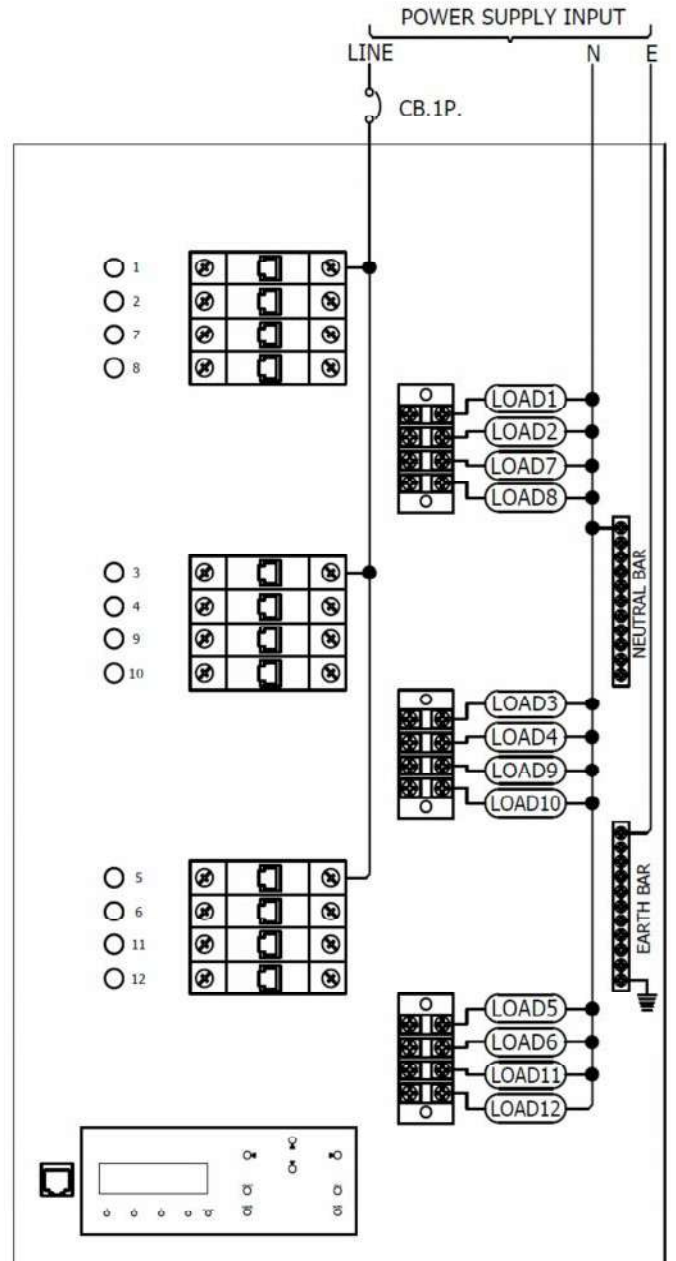 POWER SUPPLY INPUT
LINE N E
CB.1P.
1
2
7
8
LOAD1
LOAD2
LOAD7
LOAD8
NEUTRAL BAR
3
4
9
10
LOAD3
LOAD4
LOAD9
LOAD10
EARTH BAR
5
6
11
12
LOAD5
LOAD6
LOAD11
LOAD12